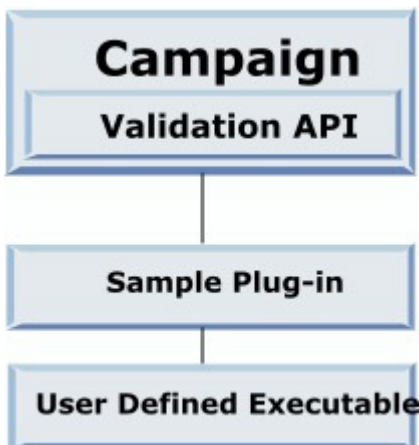 Campaign
Validation API
Sample Plug-in
User Defined Executable